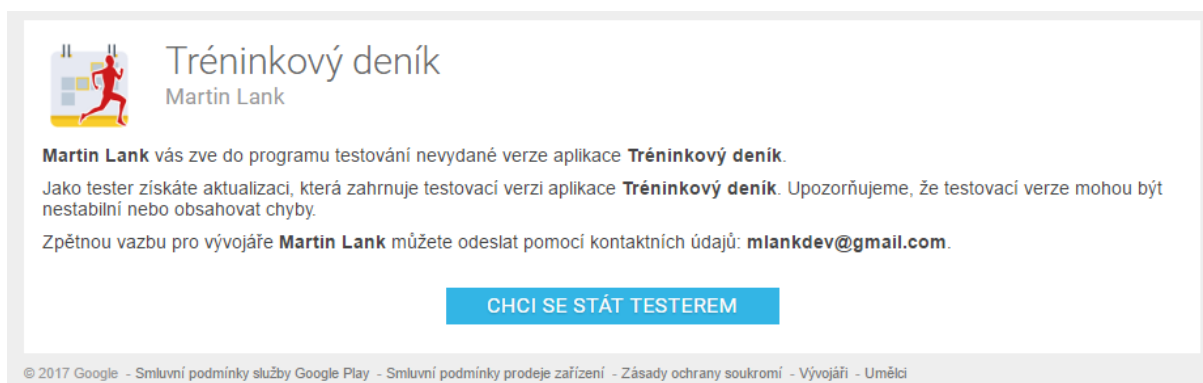 Tréninkový deník
Martin Lank
Martin Lank vás zve do programu testování nevydané verze aplikace Tréninkový deník.
Jako tester získáte aktualizaci, která zahrnuje testovací verzi aplikace Tréninkový deník. Upozorňujeme, že testovací verze mohou být
nestabilní nebo obsahovat chyby.
Zpětnou vazbu pro vývojáře Martin Lank můžete odeslat pomocí kontaktních údajů: mlankdev@gmail.com.
CHCI SE STÁT TESTEREM
© 2017 Google - Smluvní podmínky služby Google Play - Smluvní podmínky prodeje zařízení - Zásady ochrany soukromí - Vývojáři - Umělci